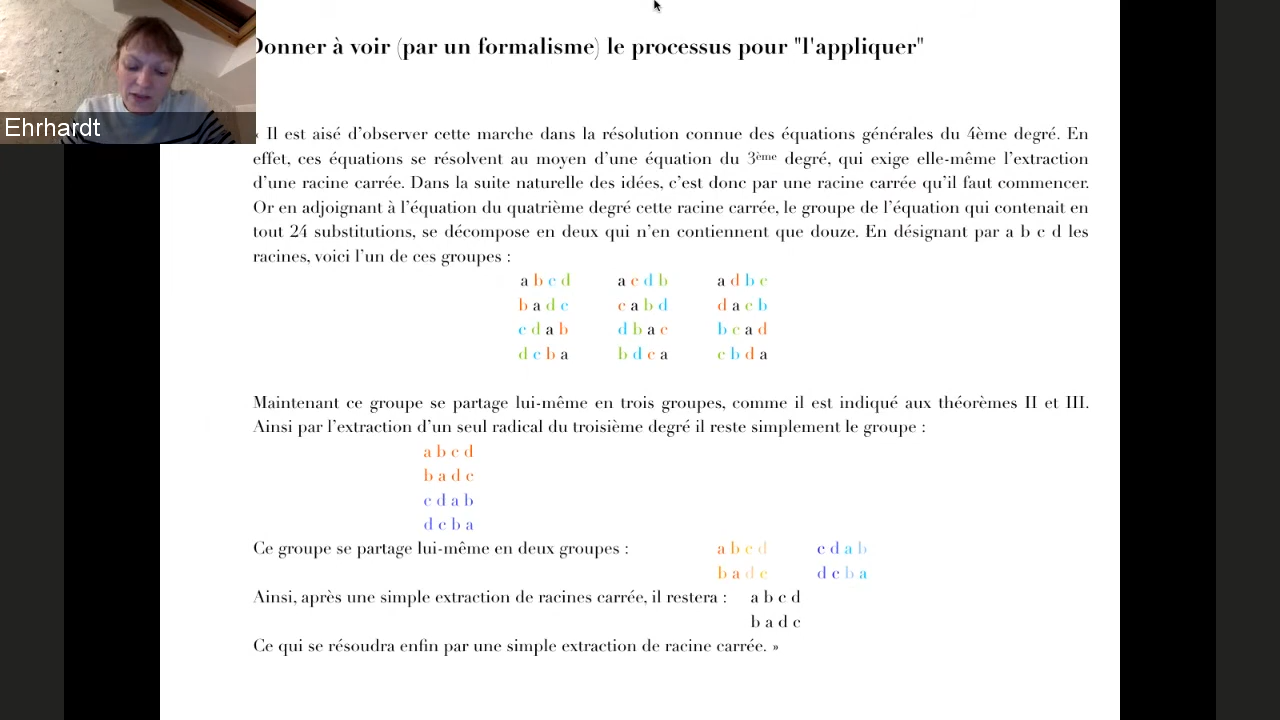 Donner à voir (par un formalisme) le processus pour "l'appliquer"
Ehrhardt
« Il est aisé d'observer cette marche dans la résolution connue des équations générales du 4ème degré. En
effet, ces équations se résolvent au moyen d'une équation du 3ème degré, qui exige elle-même l'extraction
d'une racine carrée. Dans la suite naturelle des idées, c'est donc par une racine carrée qu'il faut commencer.
Or en adjoignant à l'équation du quatrième degré cette racine carrée, le groupe de l'équation qui contenait en
tout 24 substitutions, se décompose en deux qui n'en contiennent que douze. En désignant par a b c d les
racines, voici l'un de ces groupes :
a b c d a c d b a d b c
b a d c c a b d d a c b
c d a b d b a c b c a d
d c b a b d c a c b d a
Maintenant ce groupe se partage lui-même en trois groupes, comme il est indiqué aux théorèmes II et III.
Ainsi par l'extraction d'un seul radical du troisième degré il reste simplement le groupe :
a b c d
b a d c
c d a b
d c b a
Ce groupe se partage lui-même en deux groupes : a b c d c d a b
b a d c d c b a
Ainsi, après une simple extraction de racines carrée, il restera : a b c d
b a d c
Ce qui se résoudra enfin par une simple extraction de racine carrée. »